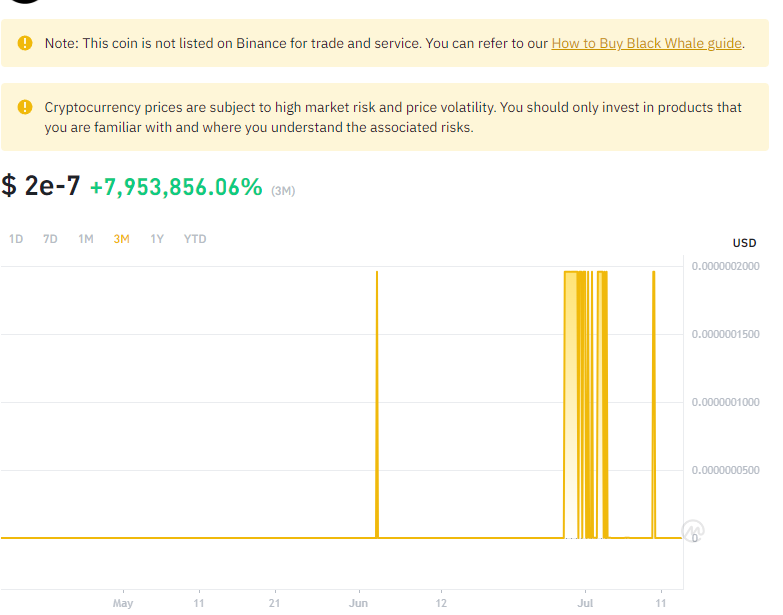 Note: This coin is not listed on Binance for trade and service. You can refer to our How to Buy Black Whale guide.
Cryptocurrency prices are subject to high market risk and price volatility. You should only invest in products that
you are familiar with and where you understand the associated risks.
$ 2e-7 +7,953,856.06% (3M)
1D 7D 1M 3M 1Y YTD
USD
0.0000002000
0.0000001500
0.0000001000
0.0000000500
0
May 11 21 Jun 12 Jul 11